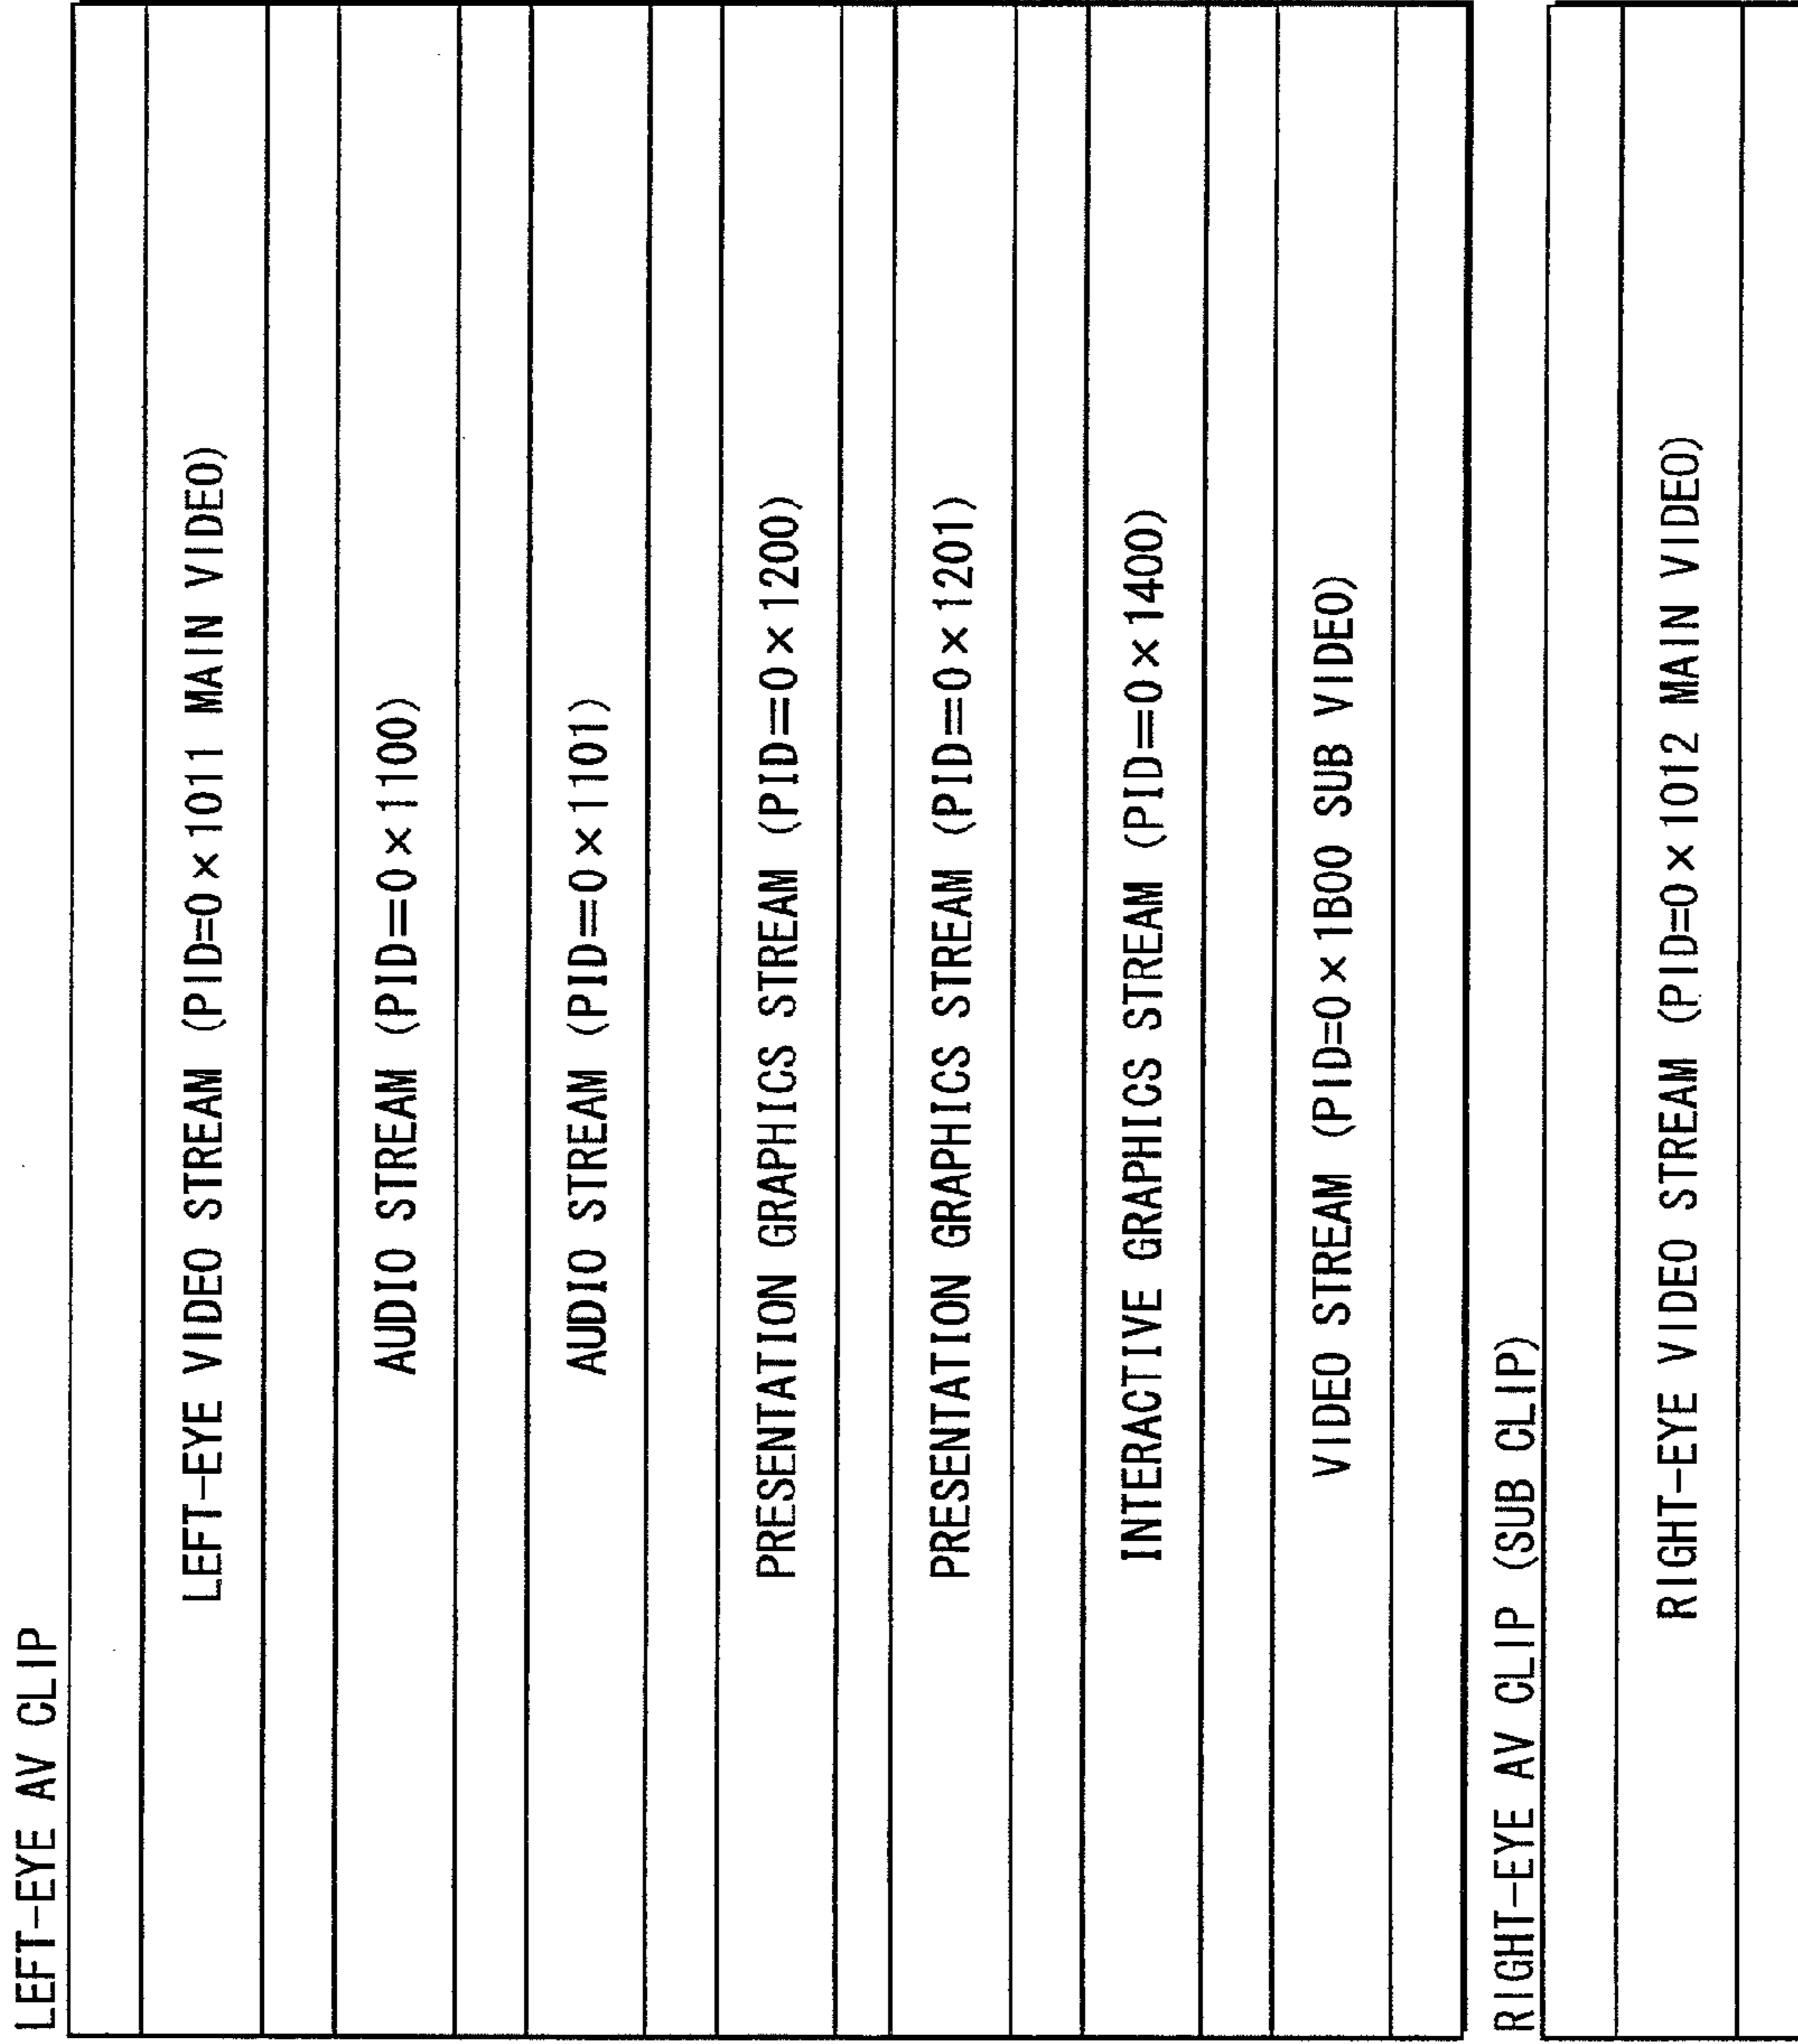 LEFT-EYE AV CLIP
LEFT-EYE VIDEO STREAM (PID=0×1011 MAIN VIDEO)
AUDIO STREAM (PID=0×1100)
AUDIO STREAM (PID=0×1101)
PRESENTATION GRAPHICS STREAM (PID=0×1200)
PRESENTATION GRAPHICS STREAM (PID=0×1201)
INTERACTIVE GRAPHICS STREAM (PID=0×1400)
VIDEO STREAM (PID=0×1B00 SUB VIDEO)
RIGHT-EYE AV CLIP (SUB CLIP)
RIGHT-EYE VIDEO STREAM (PID=0×1012 MAIN VIDEO)